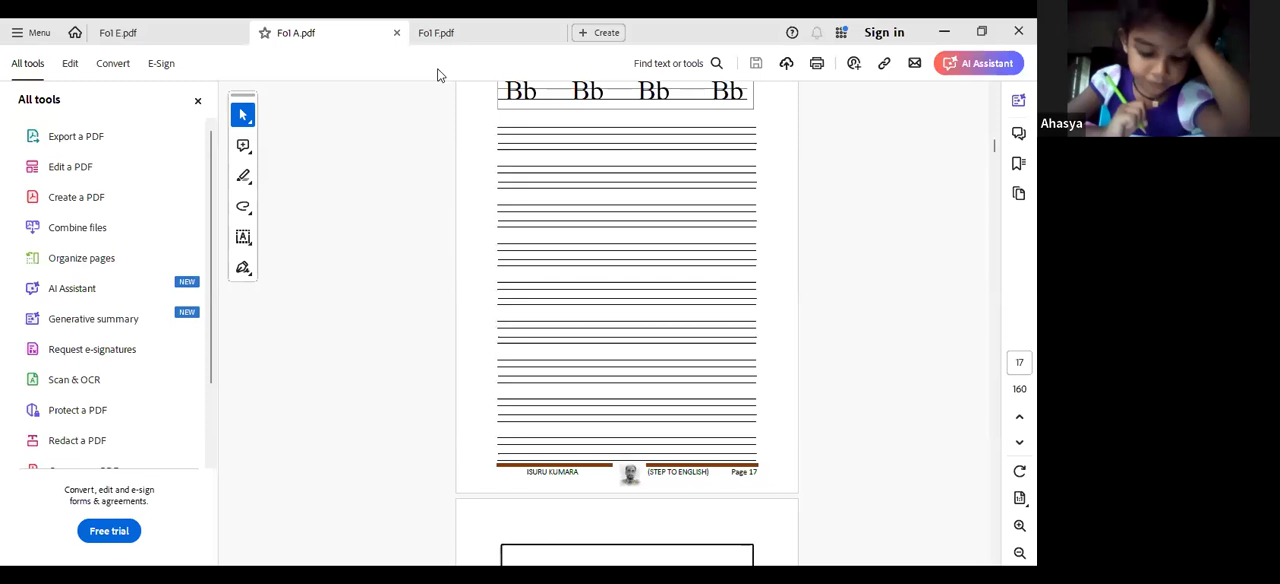 Menu
Fo1 E.pdf
Fo1 A.pdf
Fo1 F.pdf
Create
Sign in
All tools
Edit
Convert
E-Sign
Find text or tools
AI Assistant
All tools
Export a PDF
Edit a PDF
Create a PDF
Combine files
Organize pages
AI Assistant NEW
Generative summary NEW
Request e-signatures
Scan & OCR
Protect a PDF
Redact a PDF
Convert, edit and e-sign
forms & agreements.
Free trial
Bb Bb Bb Bb
ISURU KUMARA (STEP TO ENGLISH) Page 17
17
160
Ahasya